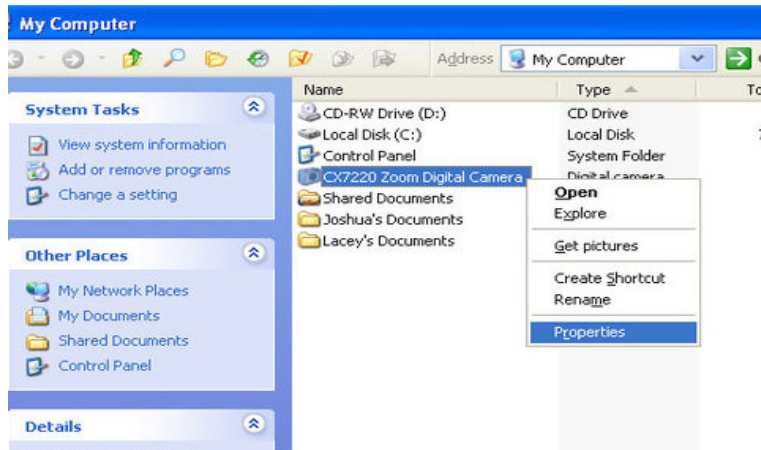 My Computer
Address My Computer
System Tasks
View system information
Add or remove programs
Change a setting
Other Places
My Network Places
My Documents
Shared Documents
Control Panel
Details
Name Type
CD-RW Drive (D:) CD Drive
Local Disk (C:) Local Disk
Control Panel System Folder
CX7220 Zoom Digital Camera Digital camera
Shared Documents
Joshua's Documents
Lacey's Documents
Open
Explore
Get pictures
Create Shortcut
Rename
Properties